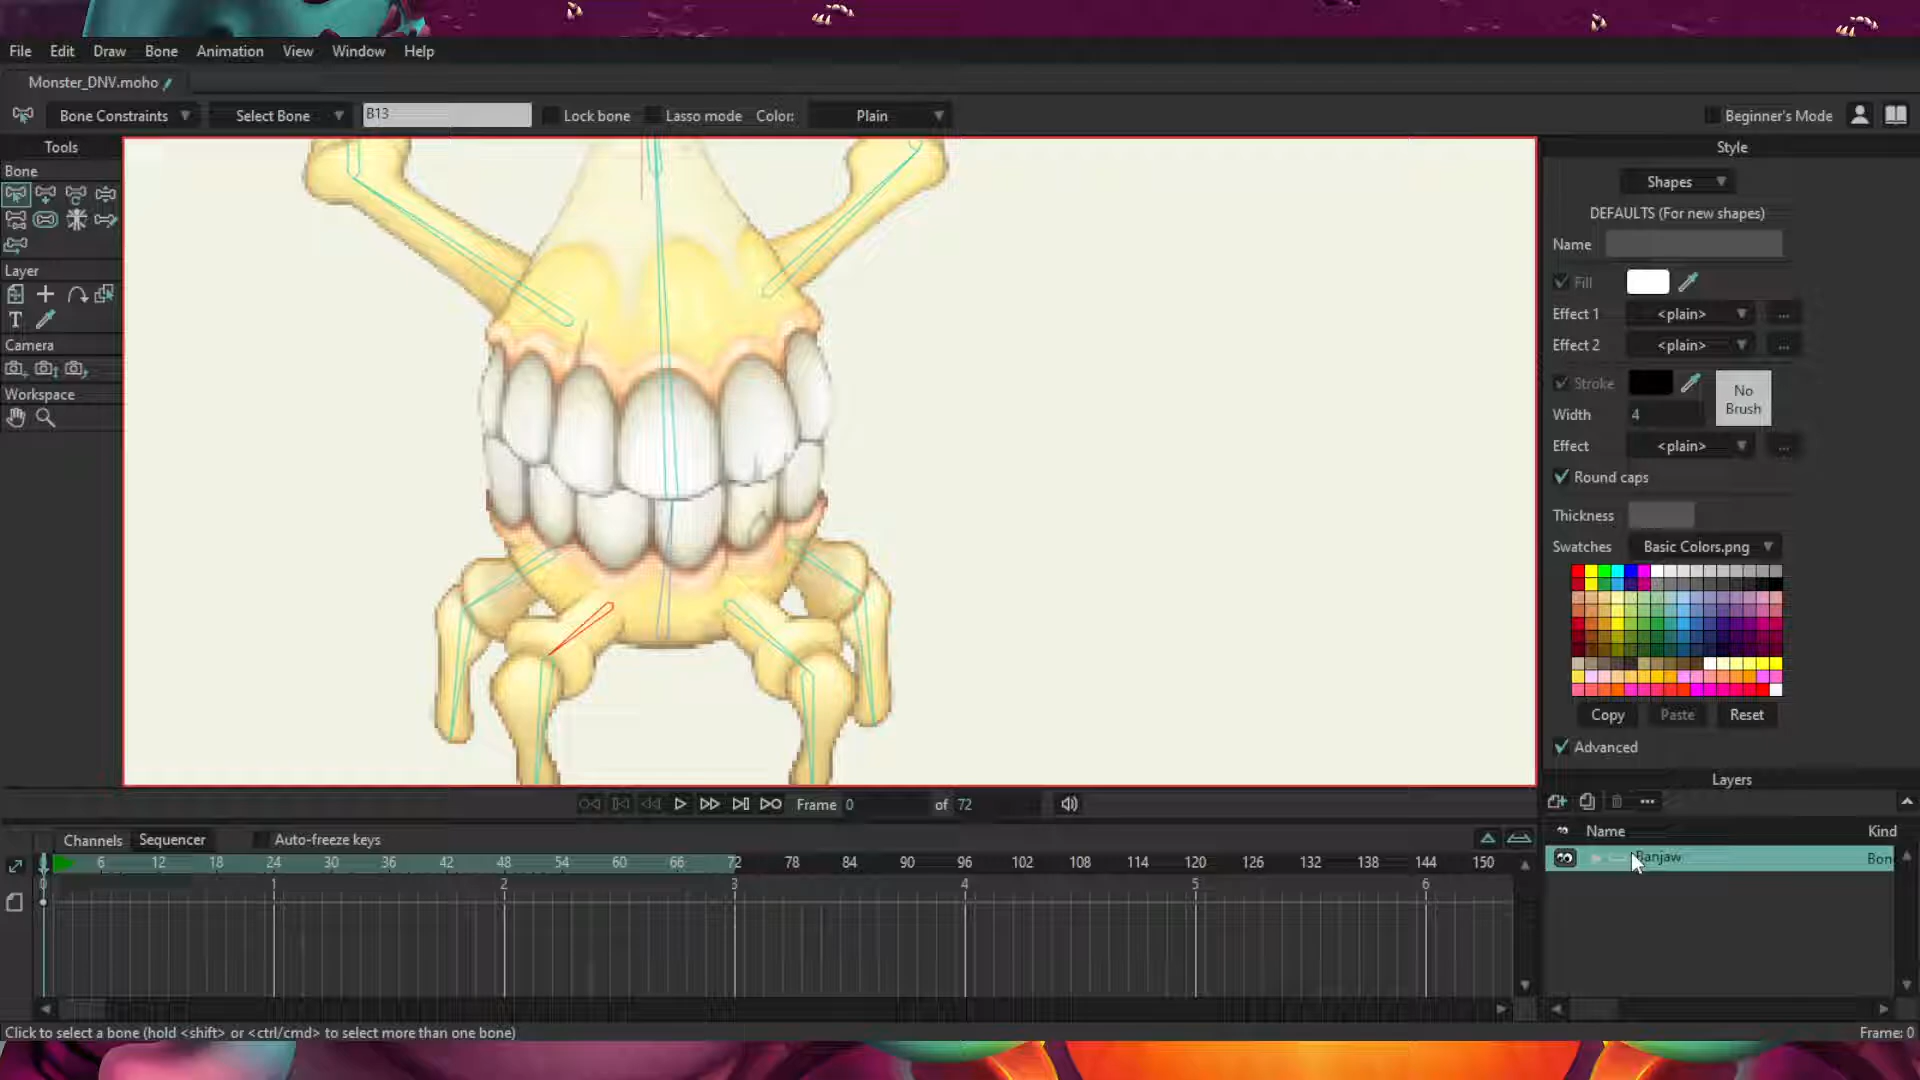 File Edit Draw Bone Animation View Window Help
Monster_DNV.moho
Bone Constraints Select Bone B13 Lock bone Lasso mode Color: Plain Beginner's Mode
Tools
Bone
Layer
T
Camera
Workspace
Style
Shapes
DEFAULTS (For new shapes)
Name
Fill
Effect 1 <plain> ...
Effect 2 <plain> ...
Stroke No Brush
Width 4
Effect <plain> ...
Round caps
Thickness
Swatches Basic Colors.png
Copy Paste Reset
Advanced
Layers
Frame 0 of 72
Channels Sequencer Auto-freeze keys
Name Kind
Banjaw Bon
6 12 18 24 30 36 42 48 54 60 66 72 78 84 90 96 102 108 114 120 126 132 138 144 150
0 1 2 3 4 5 6
Click to select a bone (hold <shift> or <ctrl/cmd> to select more than one bone) Frame: 0